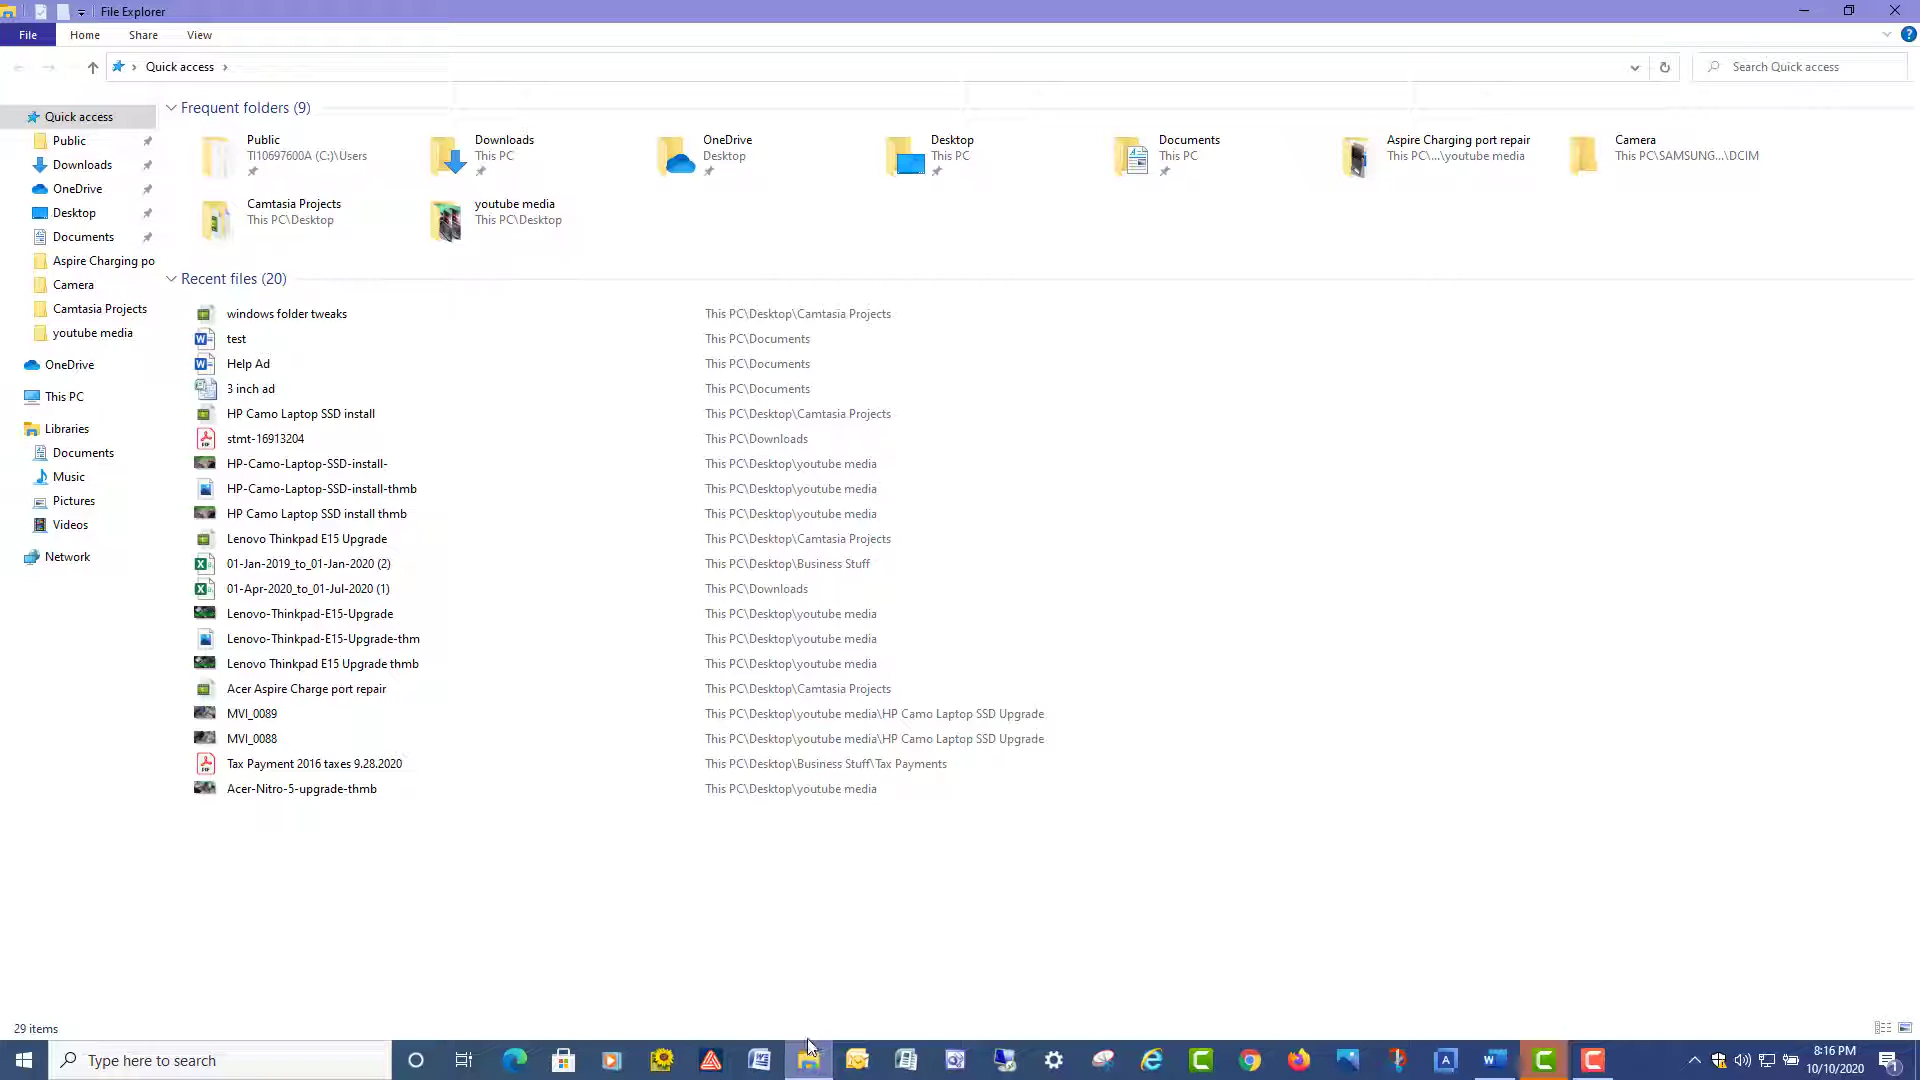 File Explorer
File Home Share View
Quick access
Search Quick access
Quick access
Public
Downloads
OneDrive
Desktop
Documents
Aspire Charging po
Camera
Camtasia Projects
youtube media
OneDrive
This PC
Libraries
Documents
Music
Pictures
Videos
Network
Frequent folders (9)
Public
TI10697600A (C:)\Users
Downloads
This PC
OneDrive
Desktop
Desktop
This PC
Documents
This PC
Aspire Charging port repair
This PC\...\youtube media
Camera
This PC\SAMSUNG...\DCIM
Camtasia Projects
This PC\Desktop
youtube media
This PC\Desktop
Recent files (20)
windows folder tweaks This PC\Desktop\Camtasia Projects
test This PC\Documents
Help Ad This PC\Documents
3 inch ad This PC\Documents
HP Camo Laptop SSD install This PC\Desktop\Camtasia Projects
stmt-16913204 This PC\Downloads
HP-Camo-Laptop-SSD-install- This PC\Desktop\youtube media
HP-Camo-Laptop-SSD-install-thmb This PC\Desktop\youtube media
HP Camo Laptop SSD install thmb This PC\Desktop\youtube media
Lenovo Thinkpad E15 Upgrade This PC\Desktop\Camtasia Projects
01-Jan-2019_to_01-Jan-2020 (2) This PC\Desktop\Business Stuff
01-Apr-2020_to_01-Jul-2020 (1) This PC\Downloads
Lenovo-Thinkpad-E15-Upgrade This PC\Desktop\youtube media
Lenovo-Thinkpad-E15-Upgrade-thm This PC\Desktop\youtube media
Lenovo Thinkpad E15 Upgrade thmb This PC\Desktop\youtube media
Acer Aspire Charge port repair This PC\Desktop\Camtasia Projects
MVI_0089 This PC\Desktop\youtube media\HP Camo Laptop SSD Upgrade
MVI_0088 This PC\Desktop\youtube media\HP Camo Laptop SSD Upgrade
Tax Payment 2016 taxes 9.28.2020 This PC\Desktop\Business Stuff\Tax Payments
Acer-Nitro-5-upgrade-thmb This PC\Desktop\youtube media
29 items
Type here to search
8:16 PM
10/10/2020
1